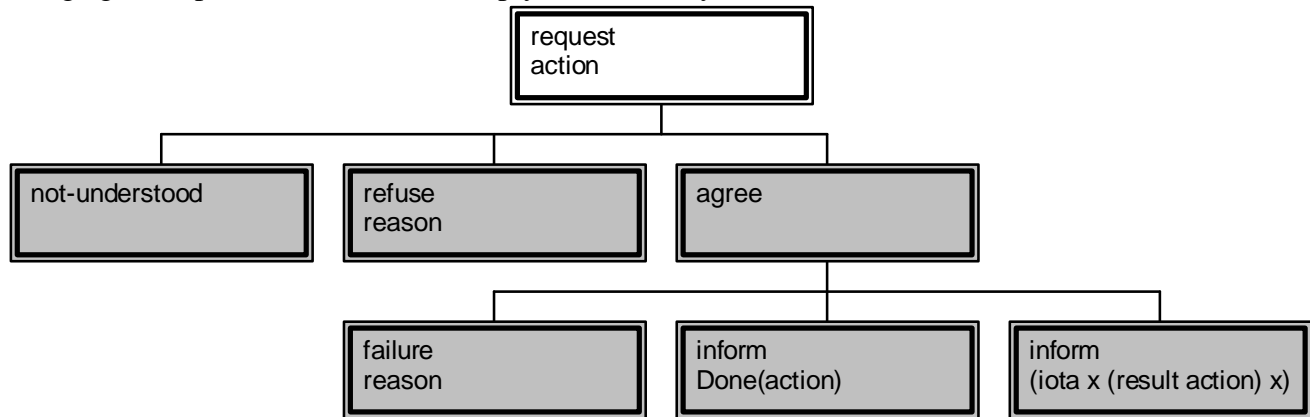 request
action
not-understood
refuse
reason
agree
failure
reason
inform
Done(action)
inform
(iota x (result action) x)